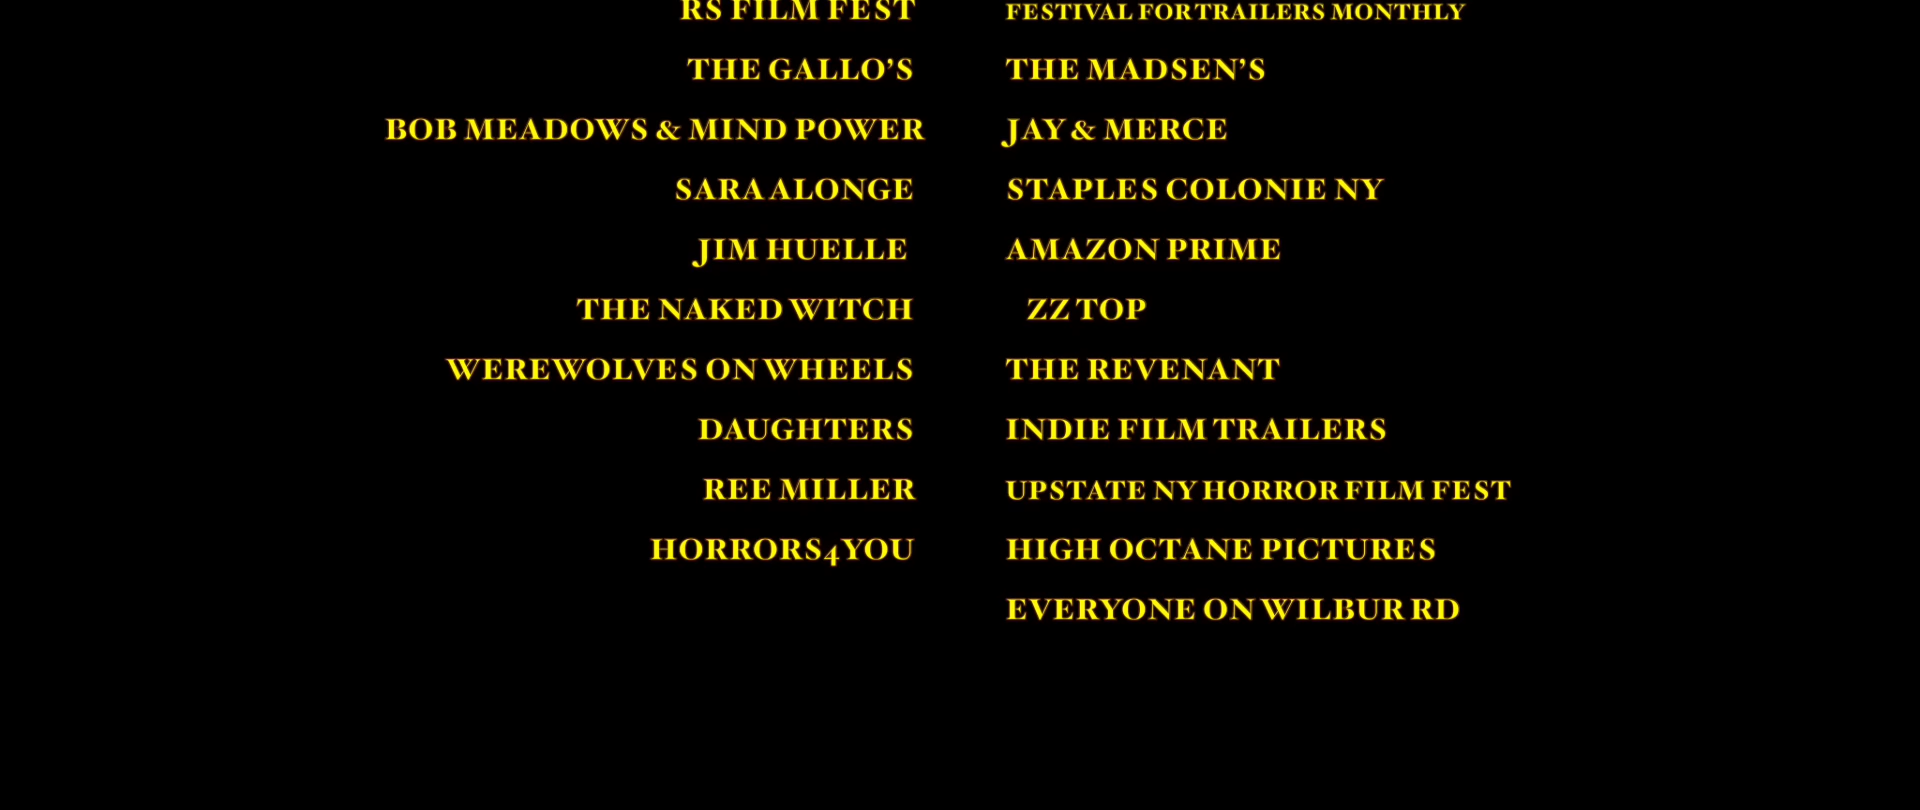 RS FILM FEST FESTIVAL FOR TRAILERS MONTHLY
THE GALLO’S THE MADSEN’S
BOB MEADOWS & MIND POWER JAY & MERCE
SARA ALONGE STAPLES COLONIE NY
JIM HUELLE AMAZON PRIME
THE NAKED WITCH ZZ TOP
WEREWOLVES ON WHEELS THE REVENANT
DAUGHTERS INDIE FILM TRAILERS
REE MILLER UPSTATE NY HORROR FILM FEST
HORRORS4YOU HIGH OCTANE PICTURES
EVERYONE ON WILBUR RD